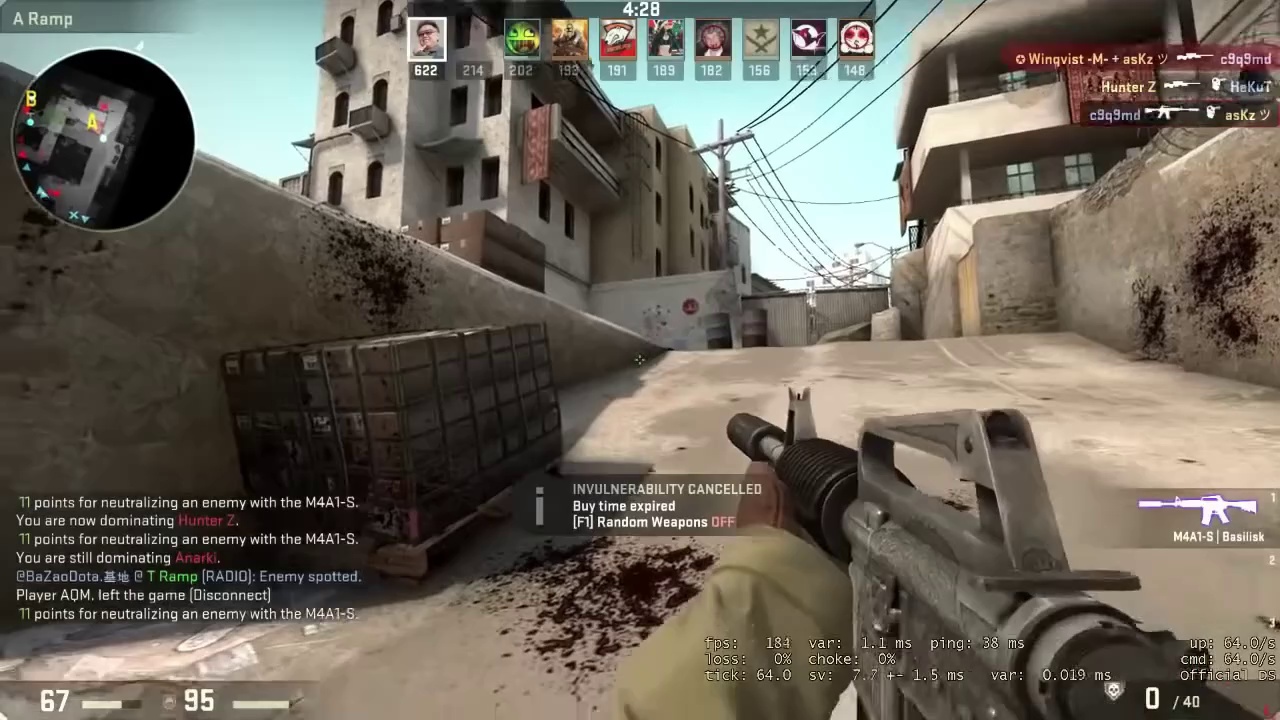 A Ramp
4:28
622 214 202 192 191 189 182 156 153 148
✪ Winqvist -M- + asKz ツ c9q9md
Hunter Z HeKuT
c9q9md asKz ツ
B
A
11 points for neutralizing an enemy with the M4A1-S.
You are now dominating Hunter Z.
11 points for neutralizing an enemy with the M4A1-S.
You are still dominating Anarki.
@BaZaoDota.基地 @ T Ramp (RADIO): Enemy spotted.
Player AQM. left the game (Disconnect)
11 points for neutralizing an enemy with the M4A1-S.
INVULNERABILITY CANCELLED
Buy time expired
[F1] Random Weapons OFF
1
M4A1-S | Basilisk
2
fps: 184 var: 1.1 ms ping: 38 ms up: 64.0/s
loss: 0% choke: 0% cmd: 64.0/s
tick: 64.0 sv: 7.7 +- 1.5 ms var: 0.019 ms Official DS
67 95 0 / 40